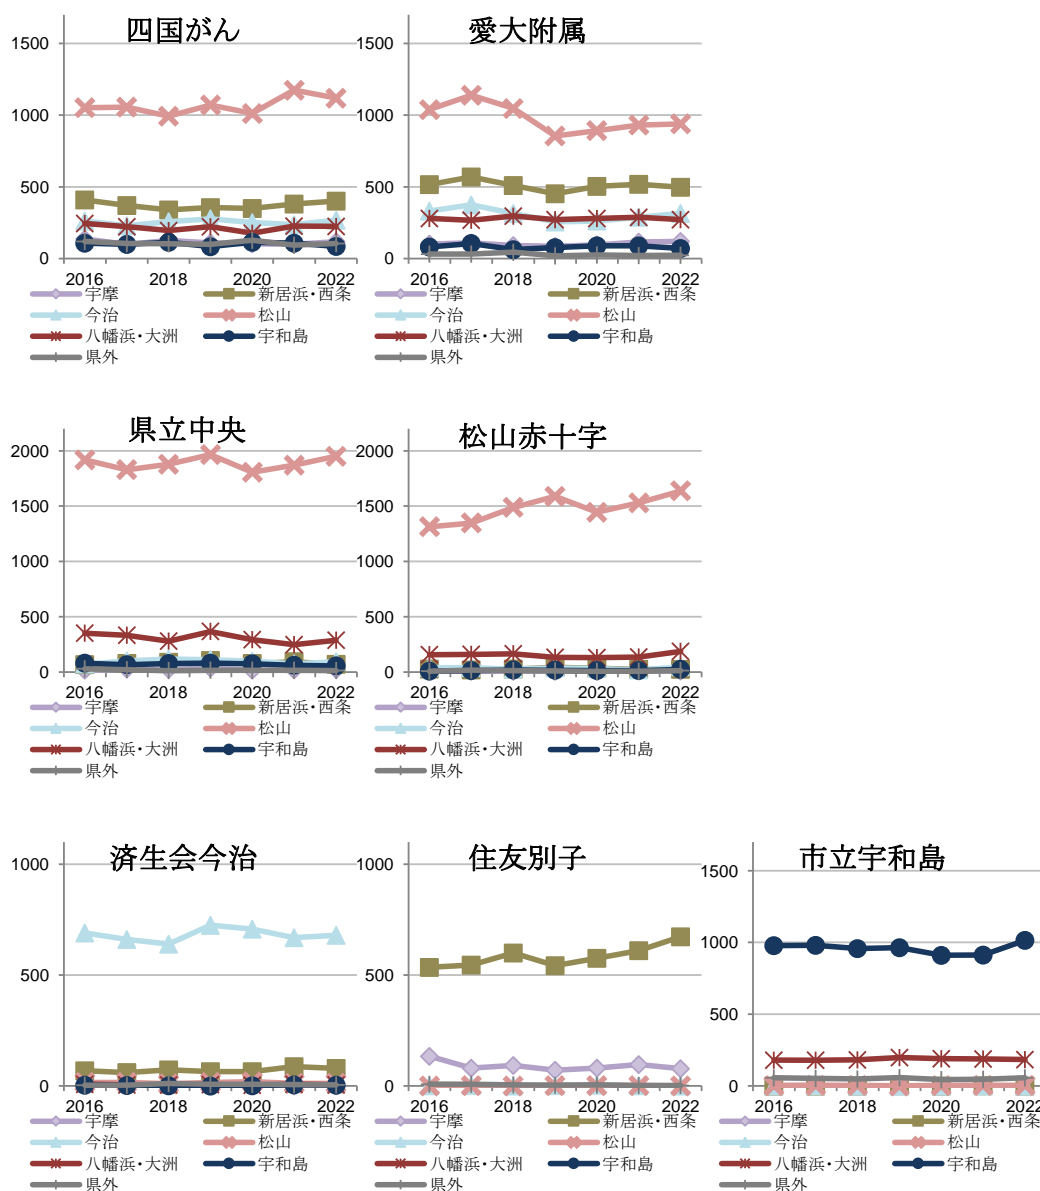 四国がん
1500
1000
500
0
2016 2018 2020 2022
宇摩 新居浜・西条
今治 松山
八幡浜・大洲 宇和島
県外
愛大附属
1500
1000
500
0
2016 2018 2020 2022
宇摩 新居浜・西条
今治 松山
八幡浜・大洲 宇和島
県外
県立中央
2000
1500
1000
500
0
2016 2018 2020 2022
宇摩 新居浜・西条
今治 松山
八幡浜・大洲 宇和島
県外
松山赤十字
2000
1500
1000
500
0
2016 2018 2020 2022
宇摩 新居浜・西条
今治 松山
八幡浜・大洲 宇和島
県外
済生会今治
1000
500
0
2016 2018 2020 2022
宇摩 新居浜・西条
今治 松山
八幡浜・大洲 宇和島
県外
住友別子
1000
500
0
2016 2018 2020 2022
宇摩 新居浜・西条
今治 松山
八幡浜・大洲 宇和島
県外
市立宇和島
1500
1000
500
0
2016 2018 2020 2022
宇摩 新居浜・西条
今治 松山
八幡浜・大洲 宇和島
県外